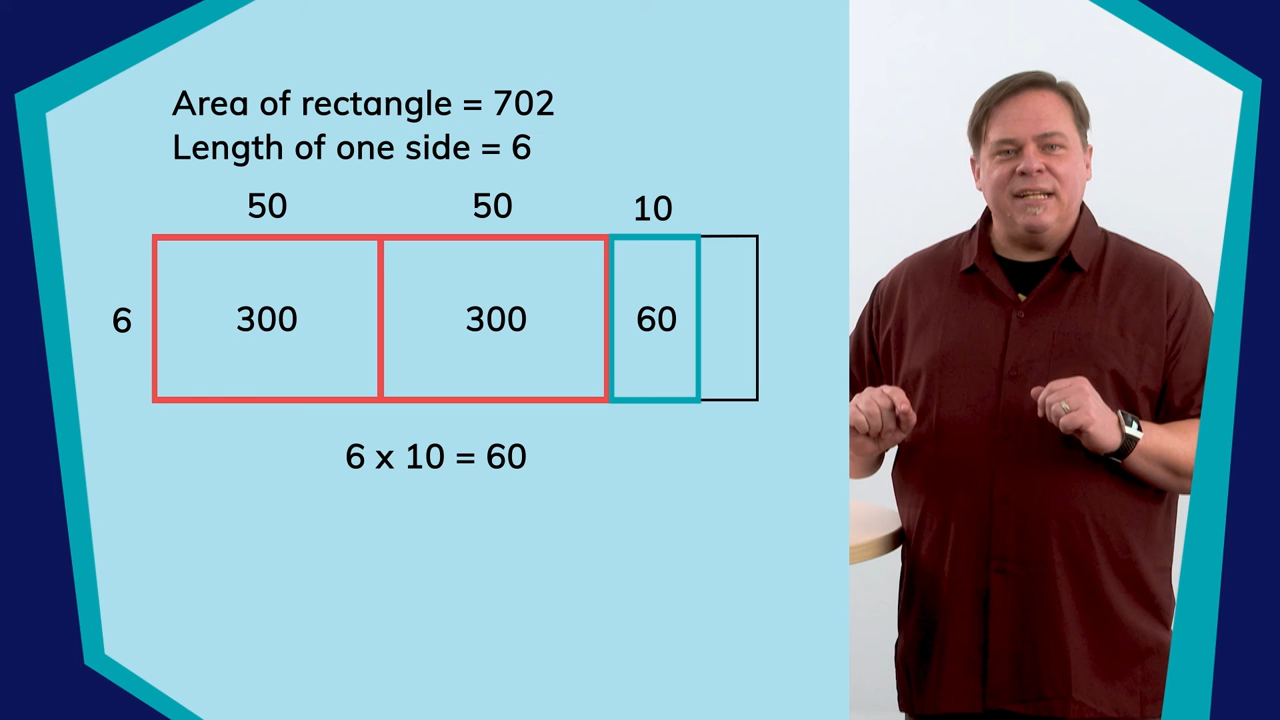 Area of rectangle = 702
Length of one side = 6
50 50 10
6 300 300 60
6 x 10 = 60